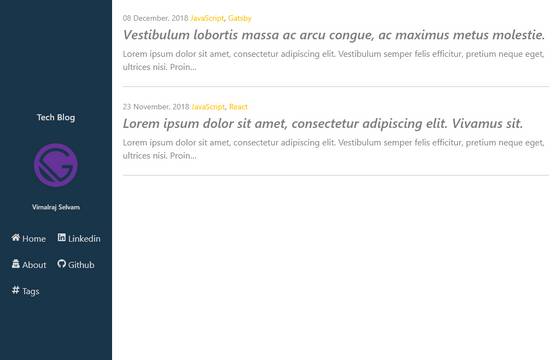 Tech Blog
Vimalraj Selvam
Home
Linkedin
About
Github
Tags
08 December, 2018 JavaScript, Gatsby
Vestibulum lobortis massa ac arcu congue, ac maximus metus molestie.
Lorem ipsum dolor sit amet, consectetur adipiscing elit. Vestibulum semper felis efficitur, pretium neque eget,
ultrices nisi. Proin…
23 November, 2018 JavaScript, React
Lorem ipsum dolor sit amet, consectetur adipiscing elit. Vivamus sit.
Lorem ipsum dolor sit amet, consectetur adipiscing elit. Vestibulum semper felis efficitur, pretium neque eget,
ultrices nisi. Proin…